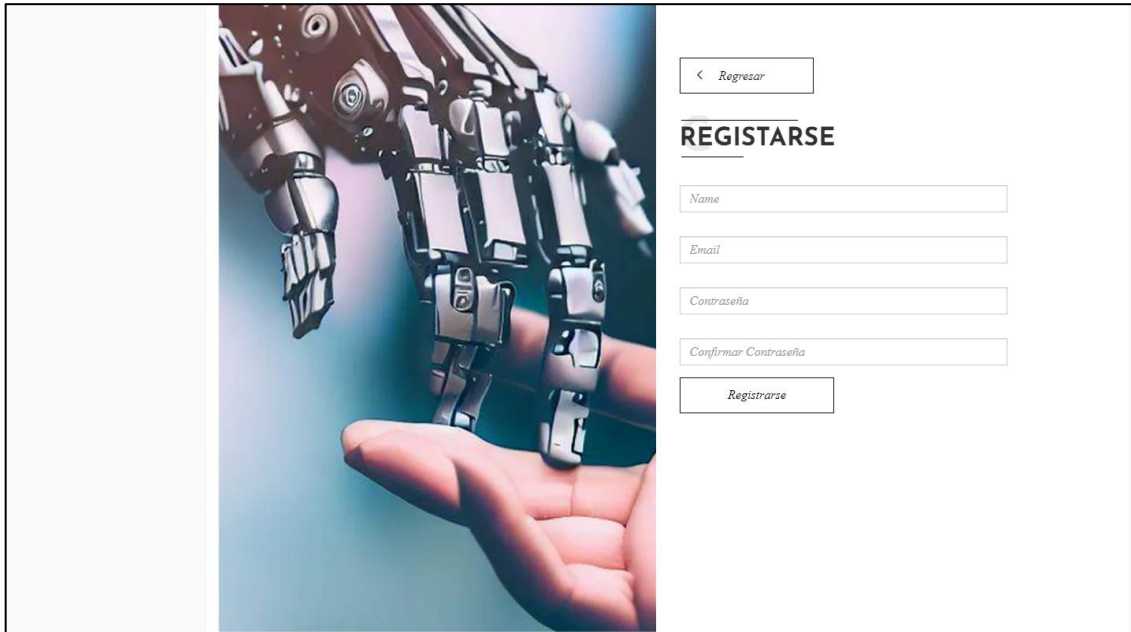 Regresar
REGISTARSE
Name
Email
Contraseña
Confirmar Contraseña
Registrarse